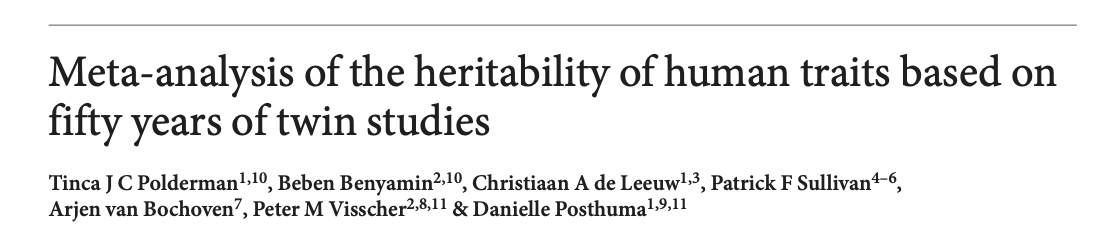 Meta-analysis of the heritability of human traits based on
fifty years of twin studies
Tinca J C Polderman1,10, Beben Benyamin2,10, Christiaan A de Leeuw1,3, Patrick F Sullivan4–6,
Arjen van Bochoven7, Peter M Visscher2,8,11 & Danielle Posthuma1,9,11